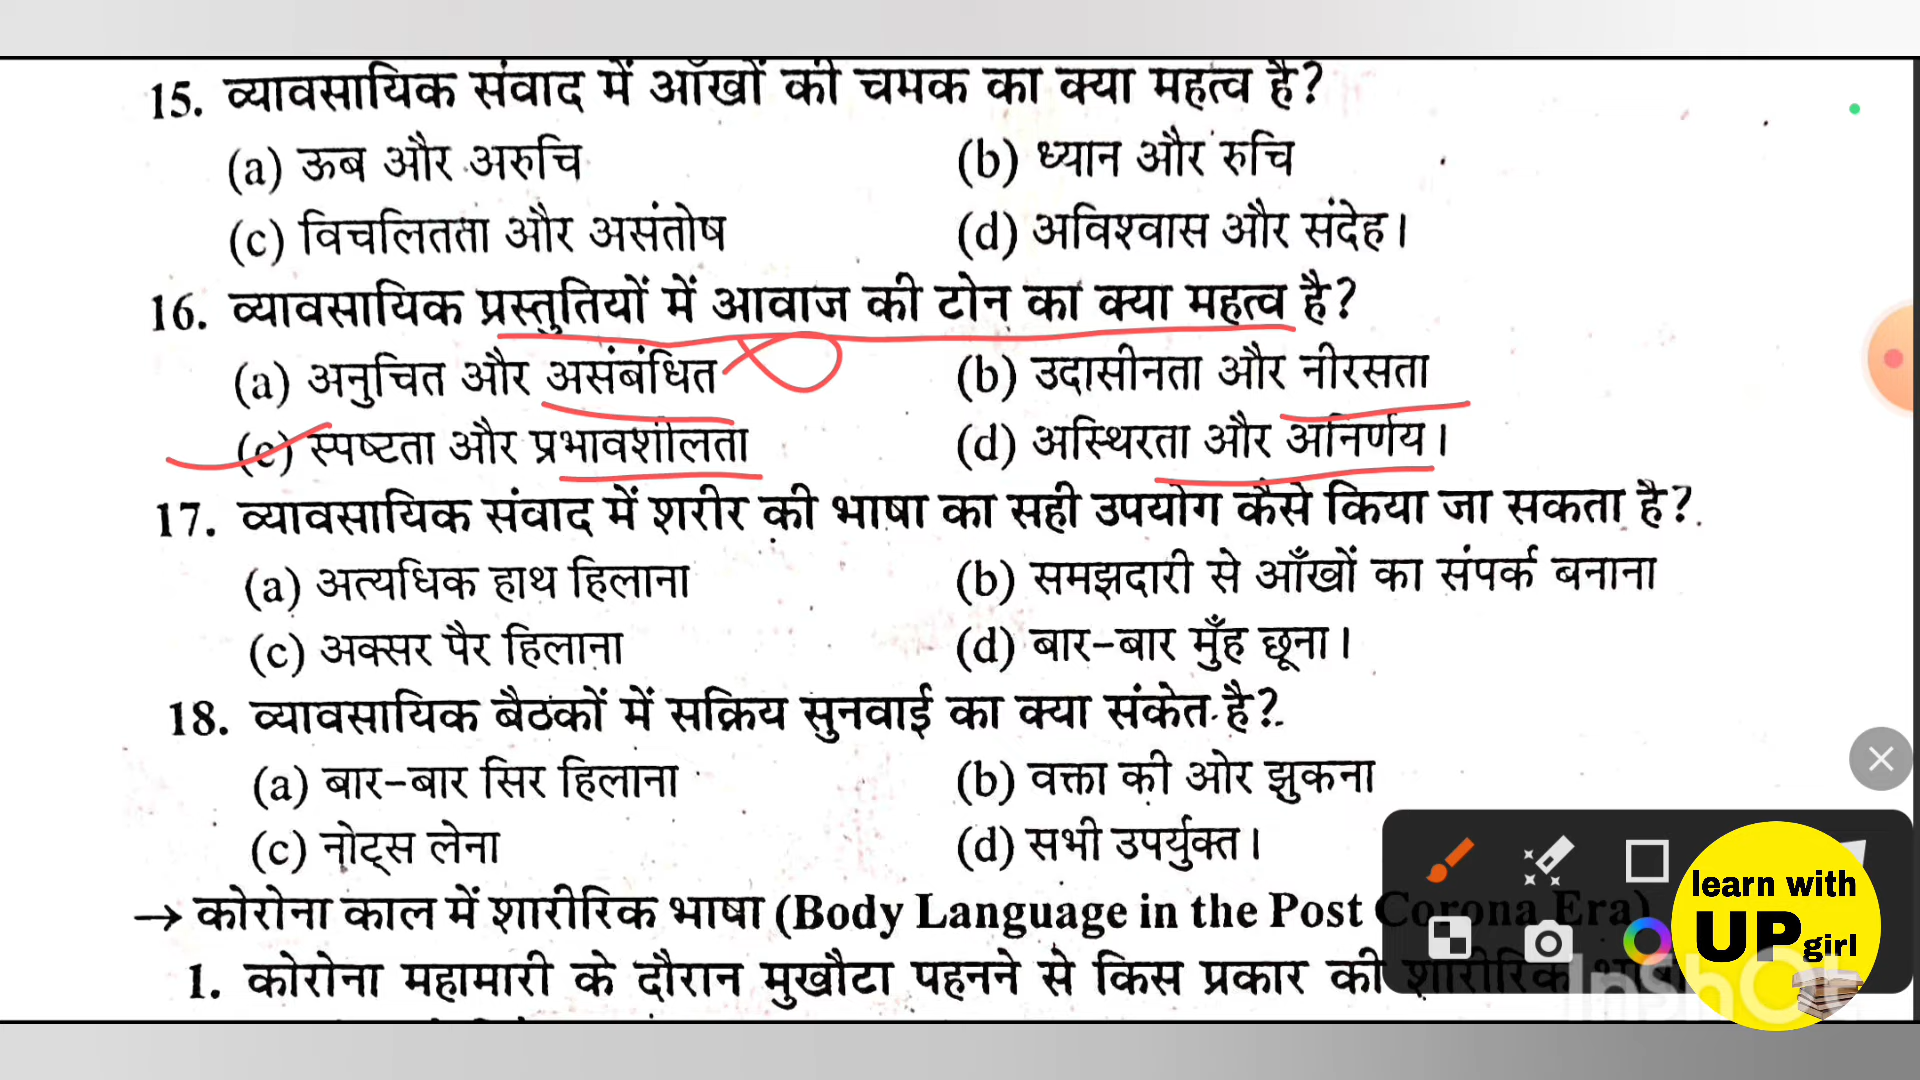 15. व्यावसायिक संवाद में आँखों की चमक का क्या महत्व है?
(a) ऊब और अरुचि (b) ध्यान और रुचि
(c) विचलितता और असंतोष (d) अविश्वास और संदेह।
16. व्यावसायिक प्रस्तुतियों में आवाज की टोन का क्या महत्व है?
(a) अनुचित और असंबंधित (b) उदासीनता और नीरसता
(c) स्पष्टता और प्रभावशीलता (d) अस्थिरता और अनिर्णय।
17. व्यावसायिक संवाद में शरीर की भाषा का सही उपयोग कैसे किया जा सकता है?
(a) अत्यधिक हाथ हिलाना (b) समझदारी से आँखों का संपर्क बनाना
(c) अक्सर पैर हिलाना (d) बार-बार मुँह छूना।
18. व्यावसायिक बैठकों में सक्रिय सुनवाई का क्या संकेत है?
(a) बार-बार सिर हिलाना (b) वक्ता की ओर झुकना
(c) नोट्स लेना (d) सभी उपर्युक्त।
→ कोरोना काल में शारीरिक भाषा (Body Language in the Post Corona Era)
1. कोरोना महामारी के दौरान मुखौटा पहनने से किस प्रकार की शारीरिक
learn with
UP girl
InShOt